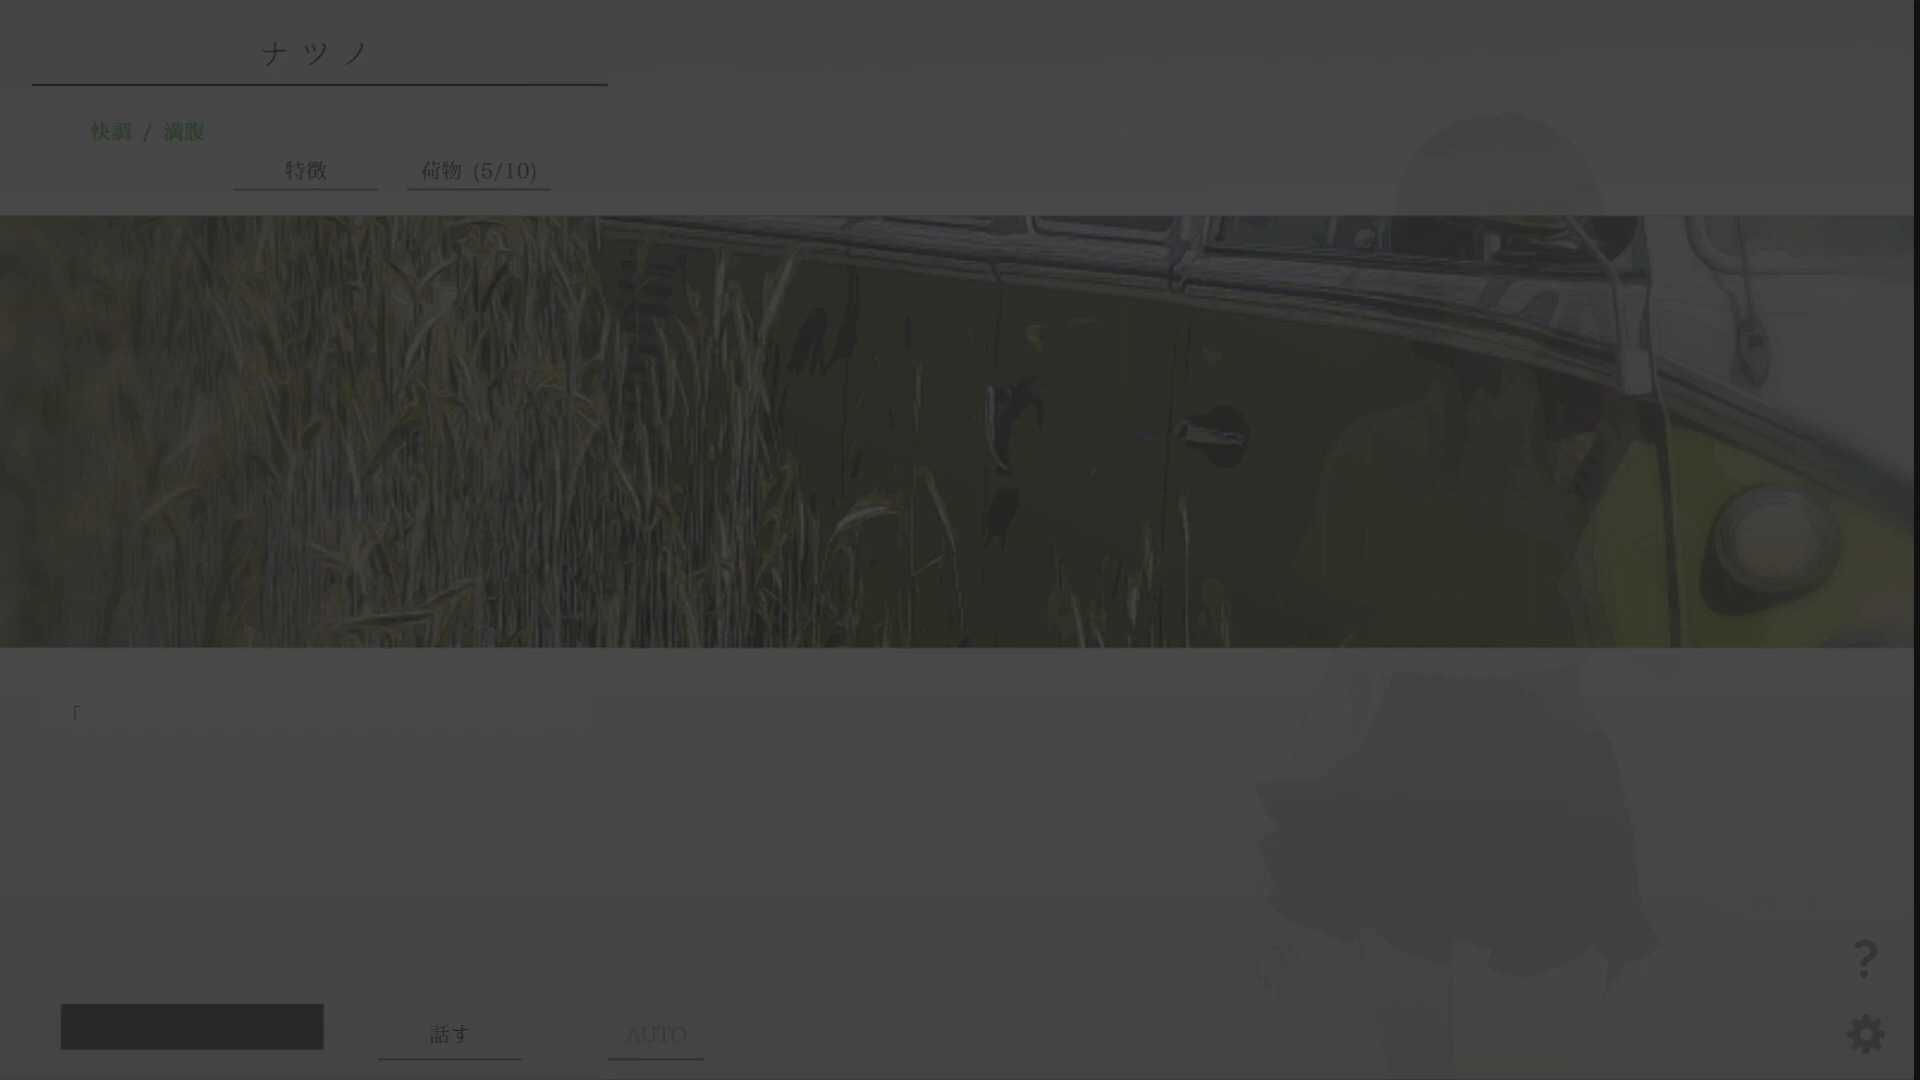 ナツノ
快調 / 満腹
特徴
荷物 (5/10)
「
話す
AUTO
?